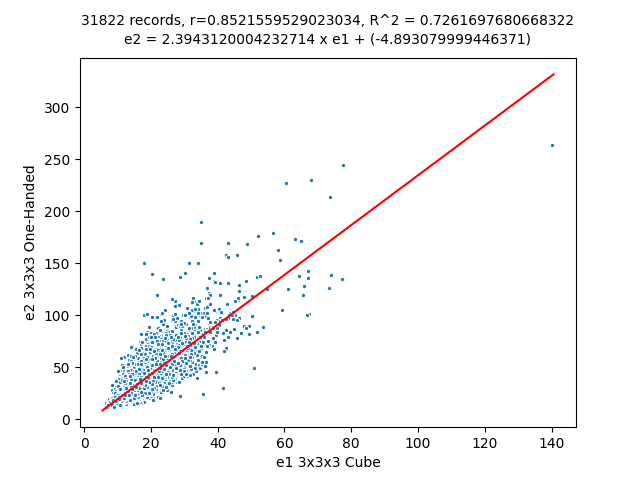 31822 records, r=0.8521559529023034, R^2 = 0.7261697680668322
e2 = 2.3943120004232714 x e1 + (-4.893079999446371)
300
250
200
150
100
50
0
e2 3x3x3 One-Handed
0 20 40 60 80 100 120 140
e1 3x3x3 Cube